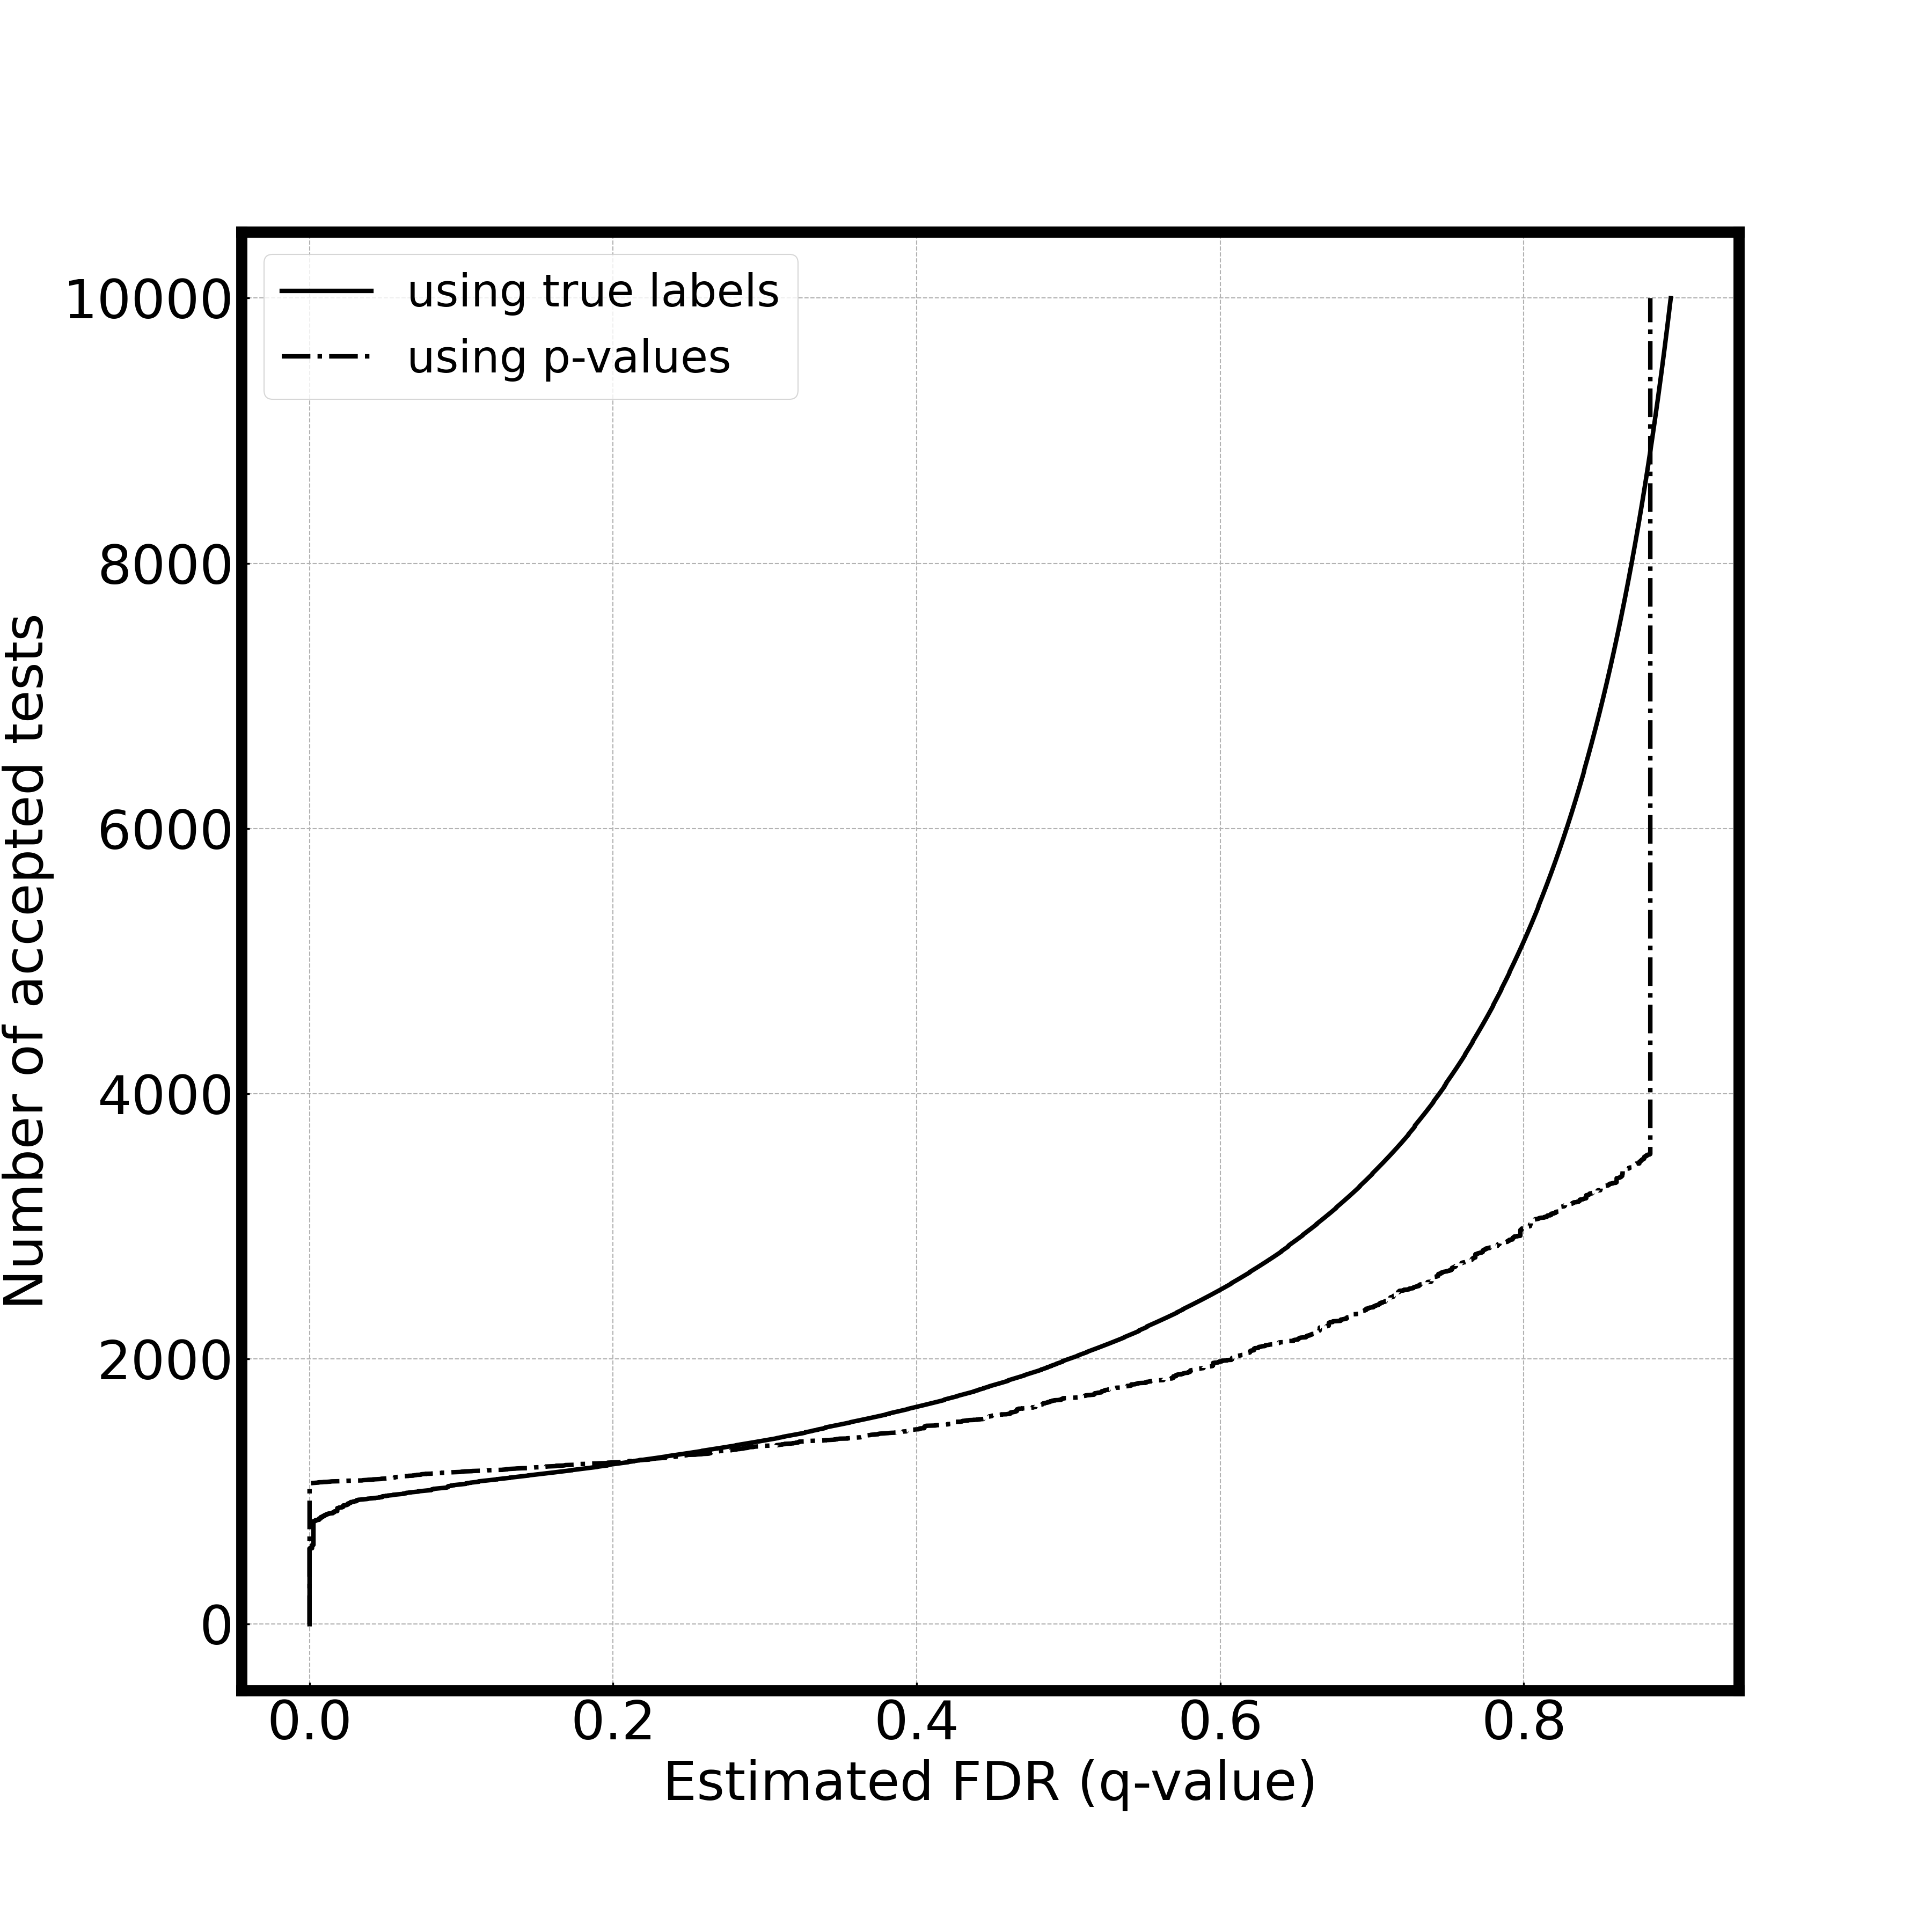 using true labels
using p-values
10000
8000
6000
4000
2000
0
Number of accepted tests
0.0 0.2 0.4 0.6 0.8
Estimated FDR (q-value)